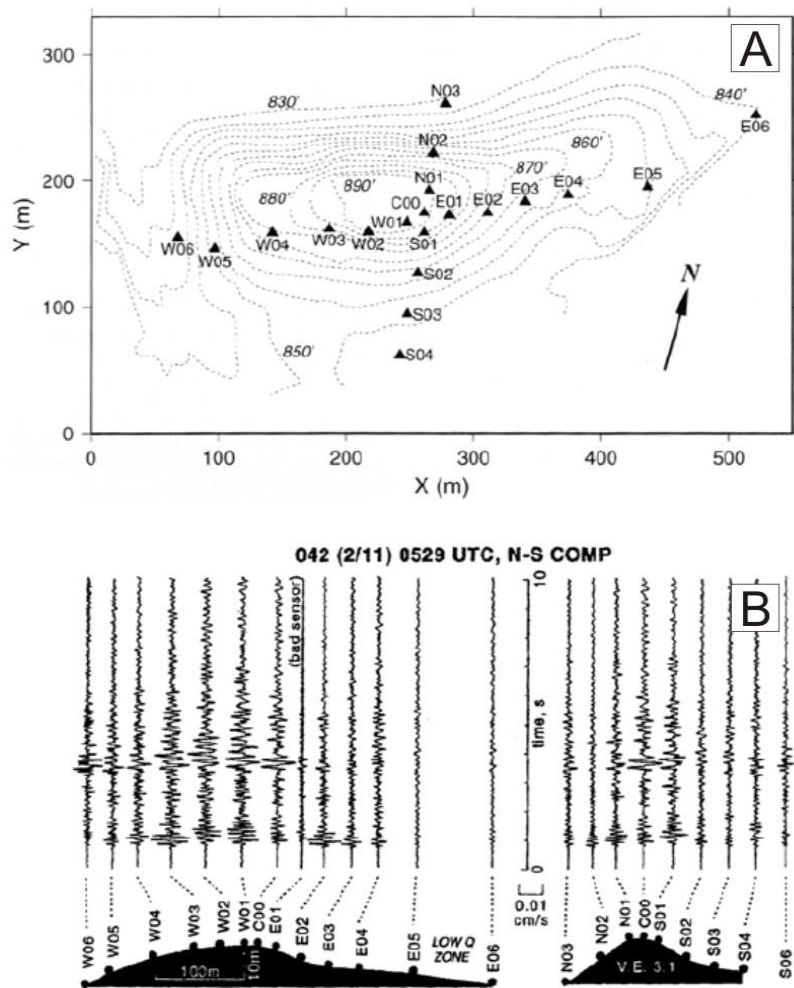 A
300
200
100
0
Y (m)
0 100 200 300 400 500
X (m)
830'
840'
N03
E06
N02
860'
870'
N01
E05
880'
890'
C00
E01
E02
E03
E04
W01
W06
W05
W04
W03
W02
S01
S02
S03
850'
S04
N
042 (2/11) 0529 UTC, N-S COMP
B
(bad sensor)
10
time, s
0
0.01
cm/s
W06
W05
W04
W03
W02
W01
C00
E01
E02
E03
E04
E05
LOW Q
ZONE
E06
100m
10m
N03
N02
N01
C00
S01
S02
S03
S04
S06
V.E. 3:1